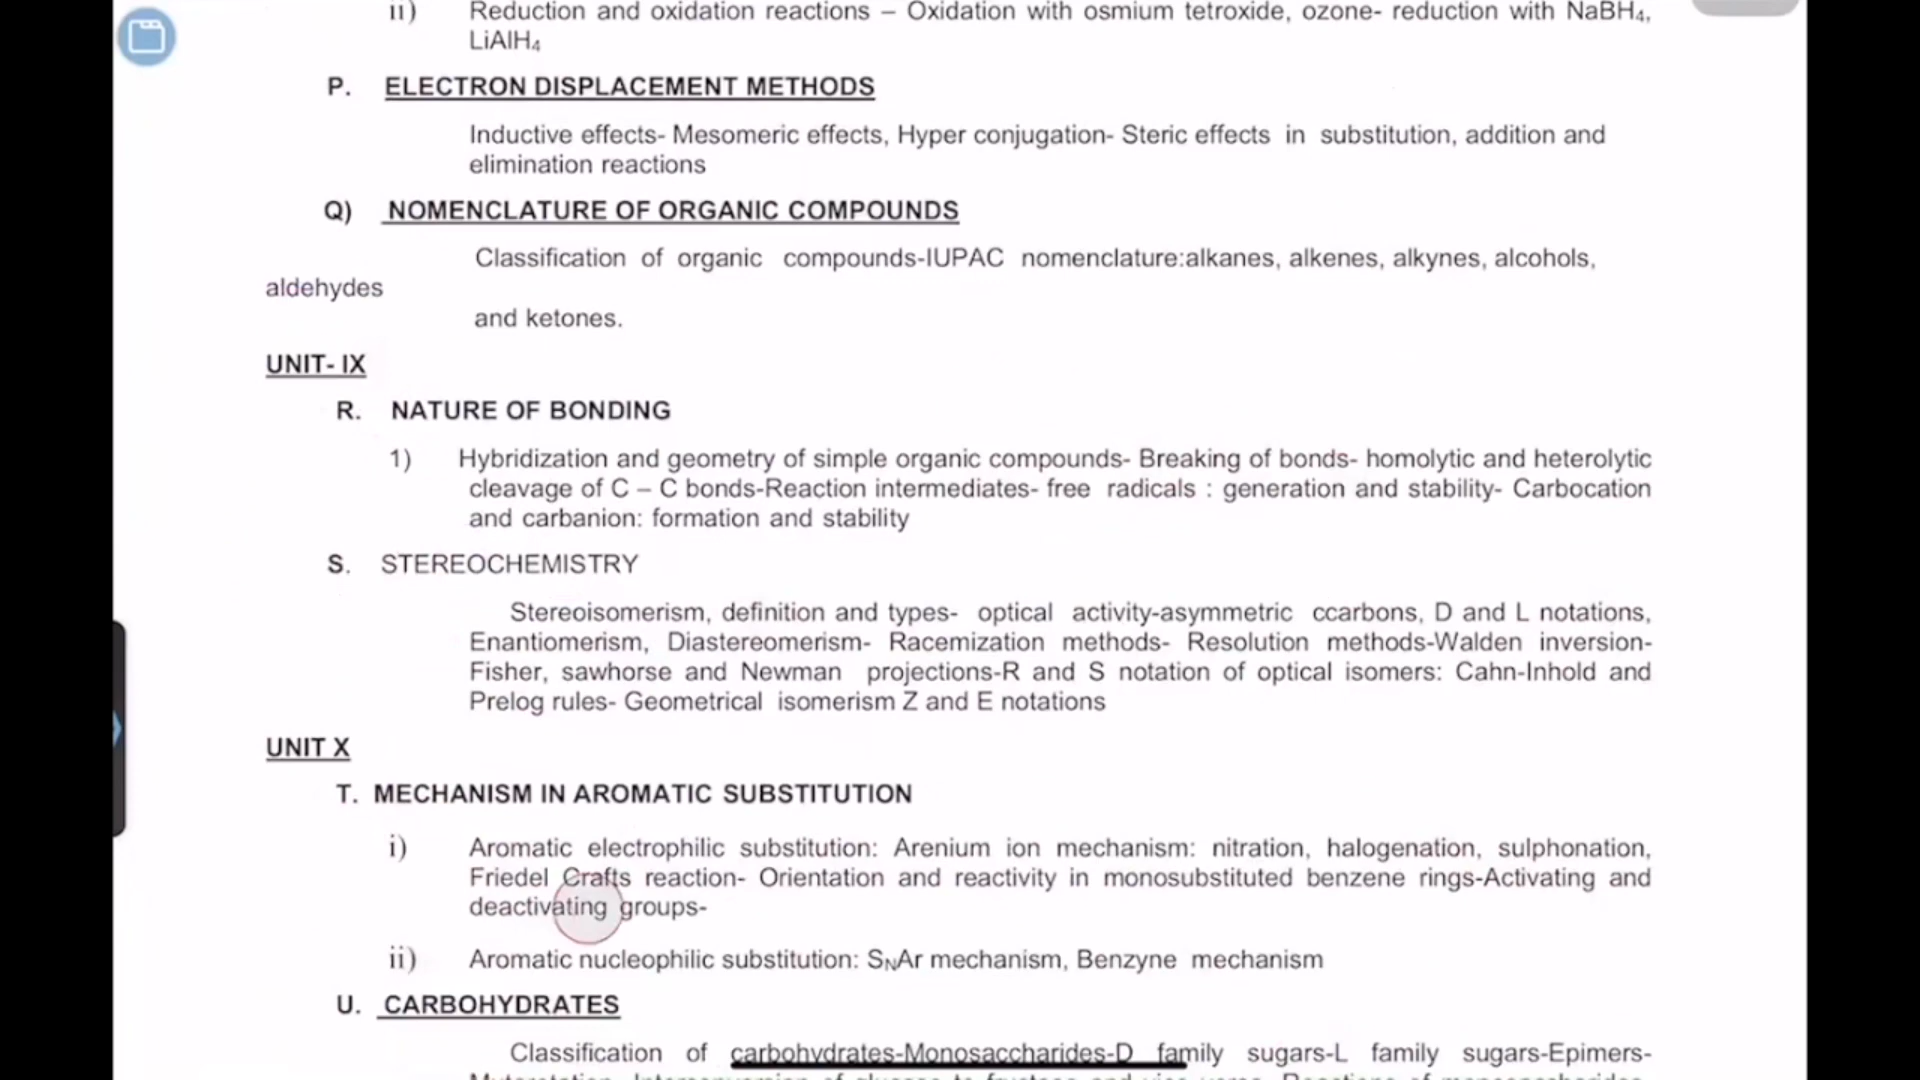 ii) Reduction and oxidation reactions – Oxidation with osmium tetroxide, ozone- reduction with NaBH₄,
LiAlH₄
P. ELECTRON DISPLACEMENT METHODS
Inductive effects- Mesomeric effects, Hyper conjugation- Steric effects in substitution, addition and
elimination reactions
Q) NOMENCLATURE OF ORGANIC COMPOUNDS
Classification of organic compounds-IUPAC nomenclature:alkanes, alkenes, alkynes, alcohols,
aldehydes
and ketones.
UNIT- IX
R. NATURE OF BONDING
1) Hybridization and geometry of simple organic compounds- Breaking of bonds- homolytic and heterolytic
cleavage of C – C bonds-Reaction intermediates- free radicals : generation and stability- Carbocation
and carbanion: formation and stability
S. STEREOCHEMISTRY
Stereoisomerism, definition and types- optical activity-asymmetric ccarbons, D and L notations,
Enantiomerism, Diastereomerism- Racemization methods- Resolution methods-Walden inversion-
Fisher, sawhorse and Newman projections-R and S notation of optical isomers: Cahn-Inhold and
Prelog rules- Geometrical isomerism Z and E notations
UNIT X
T. MECHANISM IN AROMATIC SUBSTITUTION
i) Aromatic electrophilic substitution: Arenium ion mechanism: nitration, halogenation, sulphonation,
Friedel Crafts reaction- Orientation and reactivity in monosubstituted benzene rings-Activating and
deactivating groups-
ii) Aromatic nucleophilic substitution: SNAr mechanism, Benzyne mechanism
U. CARBOHYDRATES
Classification of carbohydrates-Monosaccharides-D family sugars-L family sugars-Epimers-